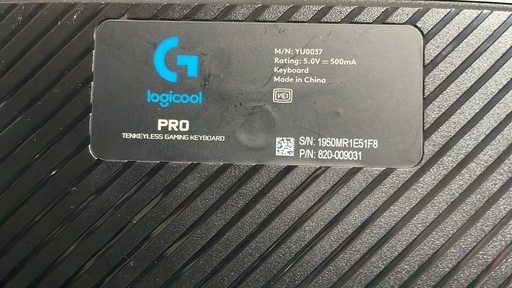 logicool
PRO
TENKEYLESS GAMING KEYBOARD
M/N: YU0037
Rating: 5.0V ⎓ 500mA
Keyboard
Made in China
S/N: 1950MR1E51F8
P/N: 820-009031